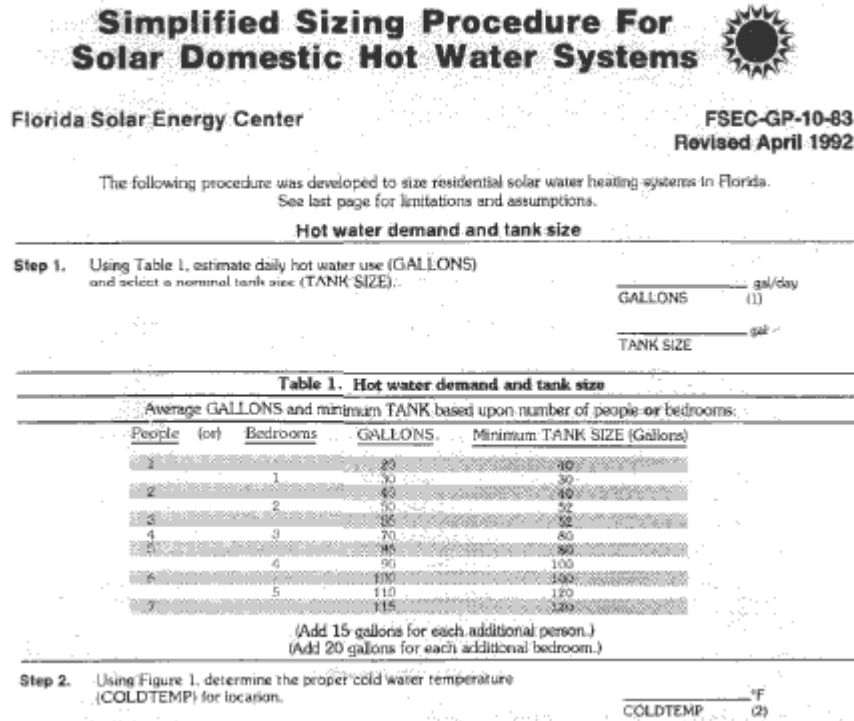 Simplified Sizing Procedure For
Solar Domestic Hot Water Systems
Florida Solar Energy Center
FSEC-GP-10-83
Revised April 1992
The following procedure was developed to size residential solar water heating systems in Florida.
See last page for limitations and assumptions.
Hot water demand and tank size
Step 1. Using Table 1, estimate daily hot water use (GALLONS)
and select a nominal tank size (TANK SIZE).
gal/day
GALLONS (1)
gal
TANK SIZE
Table 1. Hot water demand and tank size
Average GALLONS and minimum TANK based upon number of people or bedrooms:
People (or) Bedrooms GALLONS Minimum TANK SIZE (Gallons)
1 20
1 30 30
2 40 40
2 50 52
3 52
4 3 70 80
5 80
4 90 100
6 100 100
5 110 120
7 115 120
(Add 15 gallons for each additional person.)
(Add 20 gallons for each additional bedroom.)
Step 2. Using Figure 1, determine the proper cold water temperature
(COLDTEMP) for location.
°F
COLDTEMP (2)